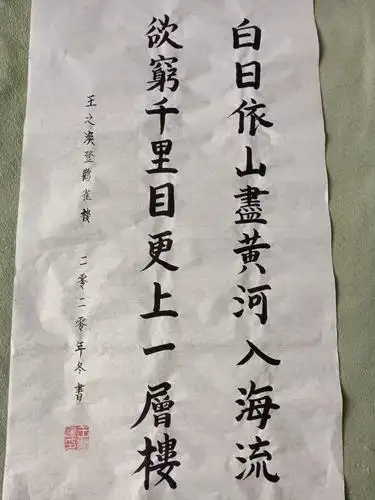 白日依山盡黃河入海流
欲窮千里目更上一層樓
王之渙登鸛雀樓 二零二零年冬書